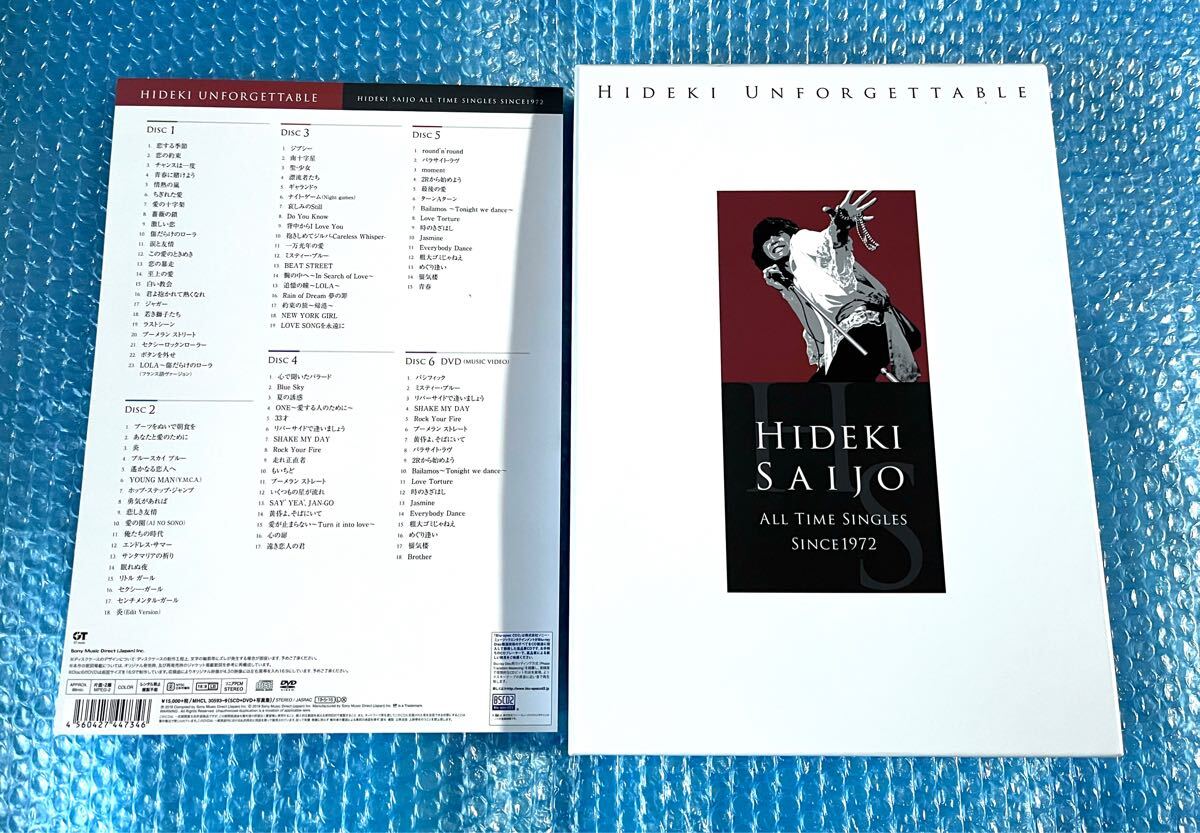 HIDEKI UNFORGETTABLE
HIDEKI SAIJO ALL TIME SINGLES SINCE1972
DISC 1
1. 恋する季節
2. 恋の約束
3. チャンスは一度
4. 青春に賭けよう
5. 情熱の嵐
6. ちぎれた愛
7. 愛の十字架
8. 薔薇の鎖
9. 激しい恋
10. 傷だらけのローラ
11. 涙と友情
12. この愛のときめき
13. 恋の暴走
14. 至上の愛
15. 白い教会
16. 君よ抱かれて熱くなれ
17. ジャガー
18. 若き獅子たち
19. ラストシーン
20. ブーメラン ストリート
21. セクシーロックンローラー
22. ボタンを外せ
23. LOLA〜傷だらけのローラ
(フランス語ヴァージョン)
DISC 2
1. ブーツをぬいで朝食を
2. あなたと愛のために
3. 炎
4. ブルースカイ ブルー
5. 遥かなる恋人へ
6. YOUNG MAN (Y.M.C.A.)
7. ホップ・ステップ・ジャンプ
8. 勇気があれば
9. 悲しき友情
10. 愛の園(AI NO SONO)
11. 俺たちの時代
12. エンドレス・サマー
13. サンタマリアの祈り
14. 眠れぬ夜
15. リトル ガール
16. セクシー・ガール
17. センチメンタル・ガール
18. 炎(Edit Version)
DISC 3
1. ジプシー
2. 南十字星
3. 聖・少女
4. 漂流者たち
5. ギャランドゥ
6. ナイトゲーム(Night games)
7. 哀しみのStill
8. Do You Know
9. 背中からI Love You
10. 抱きしめてジルバ-Careless Whisper-
11. 一万光年の愛
12. ミスティー・ブルー
13. BEAT STREET
14. 腕の中へ〜In Search of Love〜
15. 追憶の瞳〜LOLA〜
16. Rain of Dream 夢の罪
17. 約束の旅〜帰港〜
18. NEW YORK GIRL
19. LOVE SONGを永遠に
DISC 4
1. 心で聞いたバラード
2. Blue Sky
3. 夏の誘惑
4. ONE〜愛する人のために〜
5. 33才
6. リバーサイドで逢いましょう
7. SHAKE MY DAY
8. Rock Your Fire
9. 走れ正直者
10. もいちど
11. ブーメラン ストレート
12. いくつもの星が流れ
13. SAY' YEA', JAN-GO
14. 黄昏よ、そばにいて
15. 愛が止まらない〜Turn it into love〜
16. 心の扉
17. 遠き恋人の君
DISC 5
1. round'n'round
2. パラサイト・ラヴ
3. moment
4. 2Rから始めよう
5. 最後の愛
6. ターンAターン
7. Bailamos〜Tonight we dance〜
8. Love Torture
9. 時のきざはし
10. Jasmine
11. Everybody Dance
12. 粗大ゴミじゃねえ
13. めぐり逢い
14. 蜃気楼
15. 青春
DISC 6 DVD (MUSIC VIDEO)
1. パシフィック
2. ミスティー・ブルー
3. リバーサイドで逢いましょう
4. SHAKE MY DAY
5. Rock Your Fire
6. ブーメラン ストレート
7. 黄昏よ、そばにいて
8. パラサイト・ラヴ
9. 2Rから始めよう
10. Bailamos〜Tonight we dance〜
11. Love Torture
12. 時のきざはし
13. Jasmine
14. Everybody Dance
15. 粗大ゴミじゃねえ
16. めぐり逢い
17. 蜃気楼
18. Brother
GT
Sony Music Direct (Japan) Inc.
COLOR
STEREO
DVD
¥15,000+税/MHCL 30593~8(5CD+DVD+写真集)/STEREO/JASRAC
4 560427 447346
BSCD2
HIDEKI UNFORGETTABLE
HS
HIDEKI
SAIJO
ALL TIME SINGLES
SINCE1972